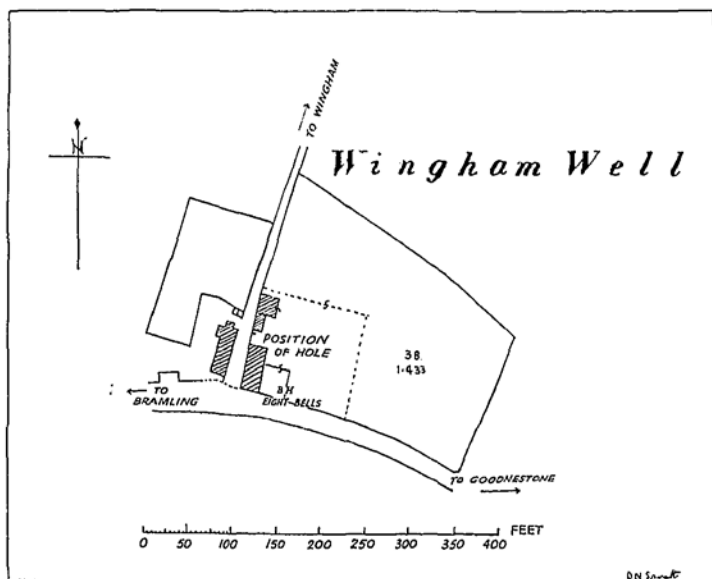 TO WINGHAM
N
Wingham Well
POSITION
OF HOLE
38
1·433
B H
EIGHT-BELLS
TO
BRAMLING
TO GOODNESTONE
FEET
0 50 100 150 200 250 300 350 400